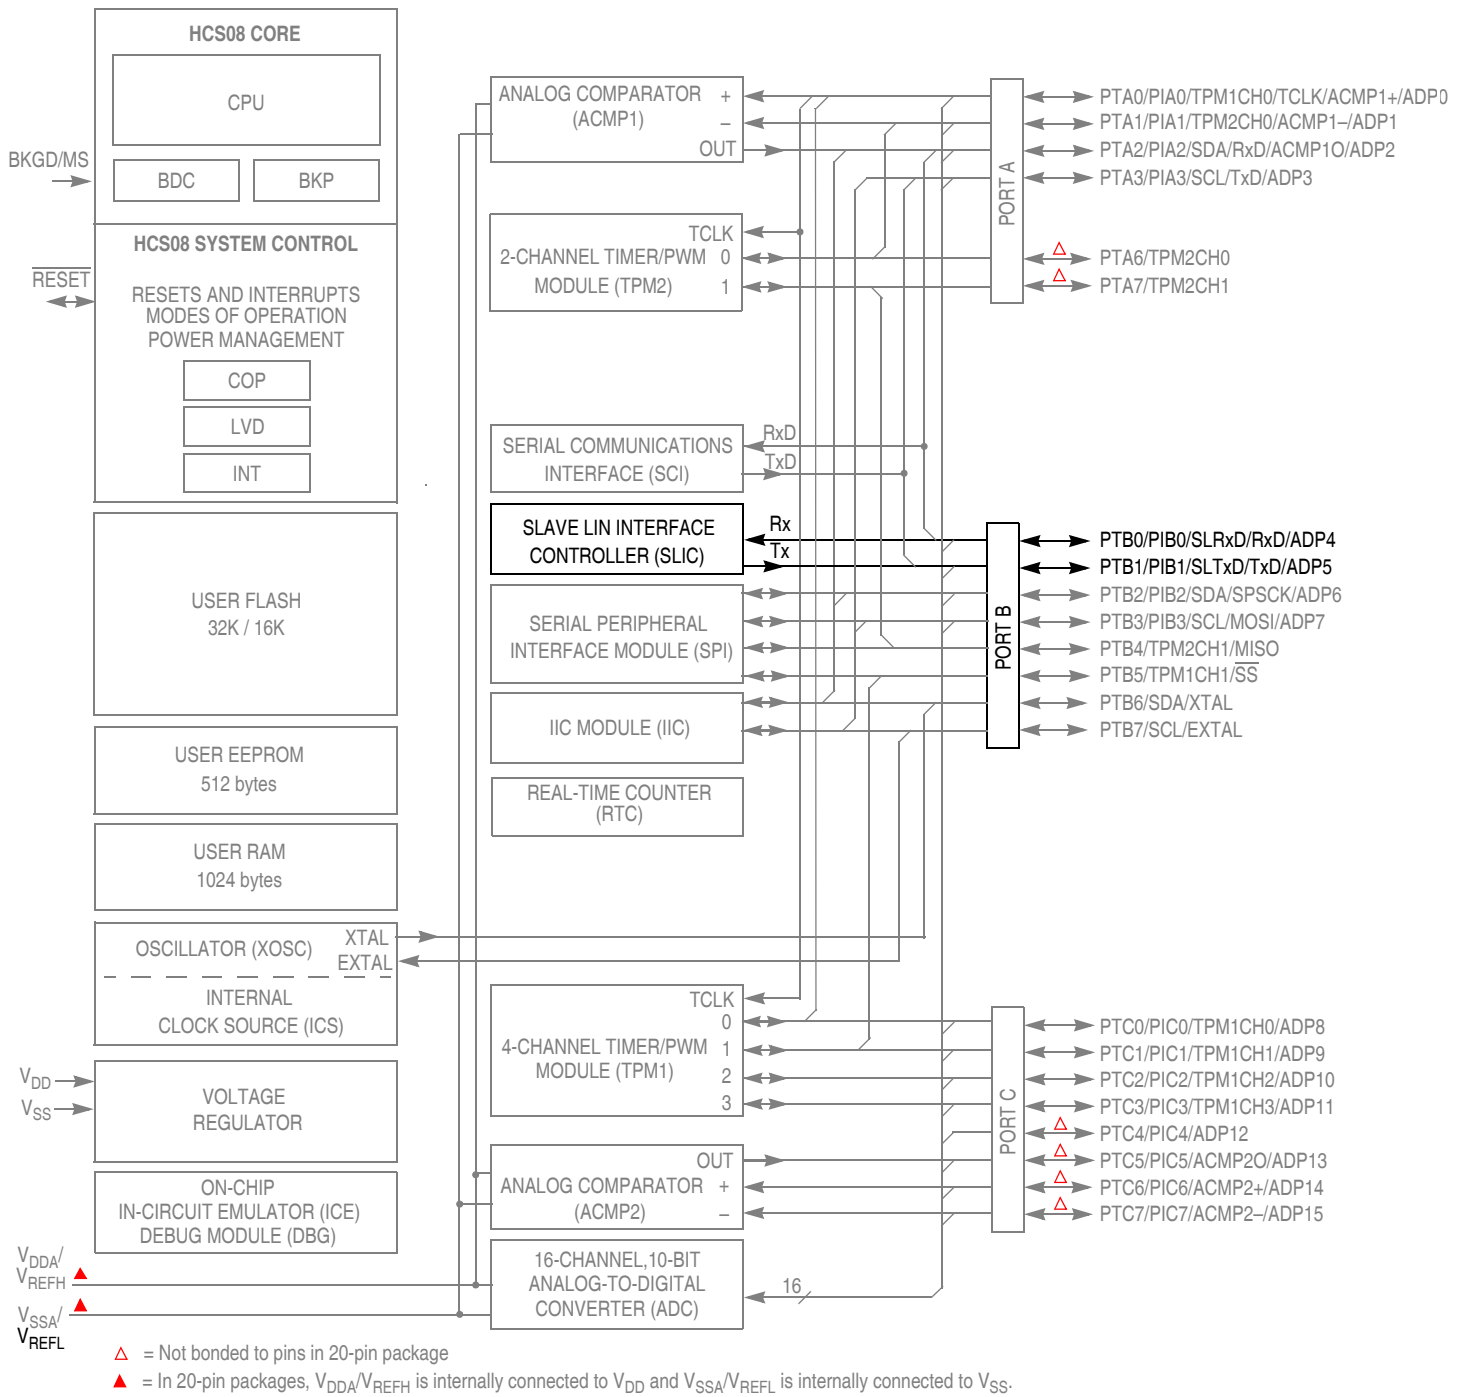 HCS08 CORE
CPU
BDC
BKP
BKGD/MS
HCS08 SYSTEM CONTROL
RESET
RESETS AND INTERRUPTS
MODES OF OPERATION
POWER MANAGEMENT
COP
LVD
INT
USER FLASH
32K / 16K
USER EEPROM
512 bytes
USER RAM
1024 bytes
OSCILLATOR (XOSC)
XTAL
EXTAL
INTERNAL
CLOCK SOURCE (ICS)
VDD
VSS
VOLTAGE
REGULATOR
ON-CHIP
IN-CIRCUIT EMULATOR (ICE)
DEBUG MODULE (DBG)
VDDA/
VREFH
VSSA/
VREFL
ANALOG COMPARATOR
(ACMP1)
+
–
OUT
2-CHANNEL TIMER/PWM
MODULE (TPM2)
TCLK
0
1
SERIAL COMMUNICATIONS
INTERFACE (SCI)
RxD
TxD
SLAVE LIN INTERFACE
CONTROLLER (SLIC)
Rx
Tx
SERIAL PERIPHERAL
INTERFACE MODULE (SPI)
IIC MODULE (IIC)
REAL-TIME COUNTER
(RTC)
TCLK
0
4-CHANNEL TIMER/PWM 1
MODULE (TPM1)
2
3
OUT
ANALOG COMPARATOR +
(ACMP2)
–
16-CHANNEL,10-BIT
ANALOG-TO-DIGITAL
CONVERTER (ADC)
16
PORT A
PTA0/PIA0/TPM1CH0/TCLK/ACMP1+/ADP0
PTA1/PIA1/TPM2CH0/ACMP1–/ADP1
PTA2/PIA2/SDA/RxD/ACMP1O/ADP2
PTA3/PIA3/SCL/TxD/ADP3
PTA6/TPM2CH0
PTA7/TPM2CH1
PORT B
PTB0/PIB0/SLRxD/RxD/ADP4
PTB1/PIB1/SLTxD/TxD/ADP5
PTB2/PIB2/SDA/SPSCK/ADP6
PTB3/PIB3/SCL/MOSI/ADP7
PTB4/TPM2CH1/MISO
PTB5/TPM1CH1/SS
PTB6/SDA/XTAL
PTB7/SCL/EXTAL
PORT C
PTC0/PIC0/TPM1CH0/ADP8
PTC1/PIC1/TPM1CH1/ADP9
PTC2/PIC2/TPM1CH2/ADP10
PTC3/PIC3/TPM1CH3/ADP11
PTC4/PIC4/ADP12
PTC5/PIC5/ACMP2O/ADP13
PTC6/PIC6/ACMP2+/ADP14
PTC7/PIC7/ACMP2–/ADP15
△ = Not bonded to pins in 20-pin package
▲ = In 20-pin packages, VDDA/VREFH is internally connected to VDD and VSSA/VREFL is internally connected to VSS.